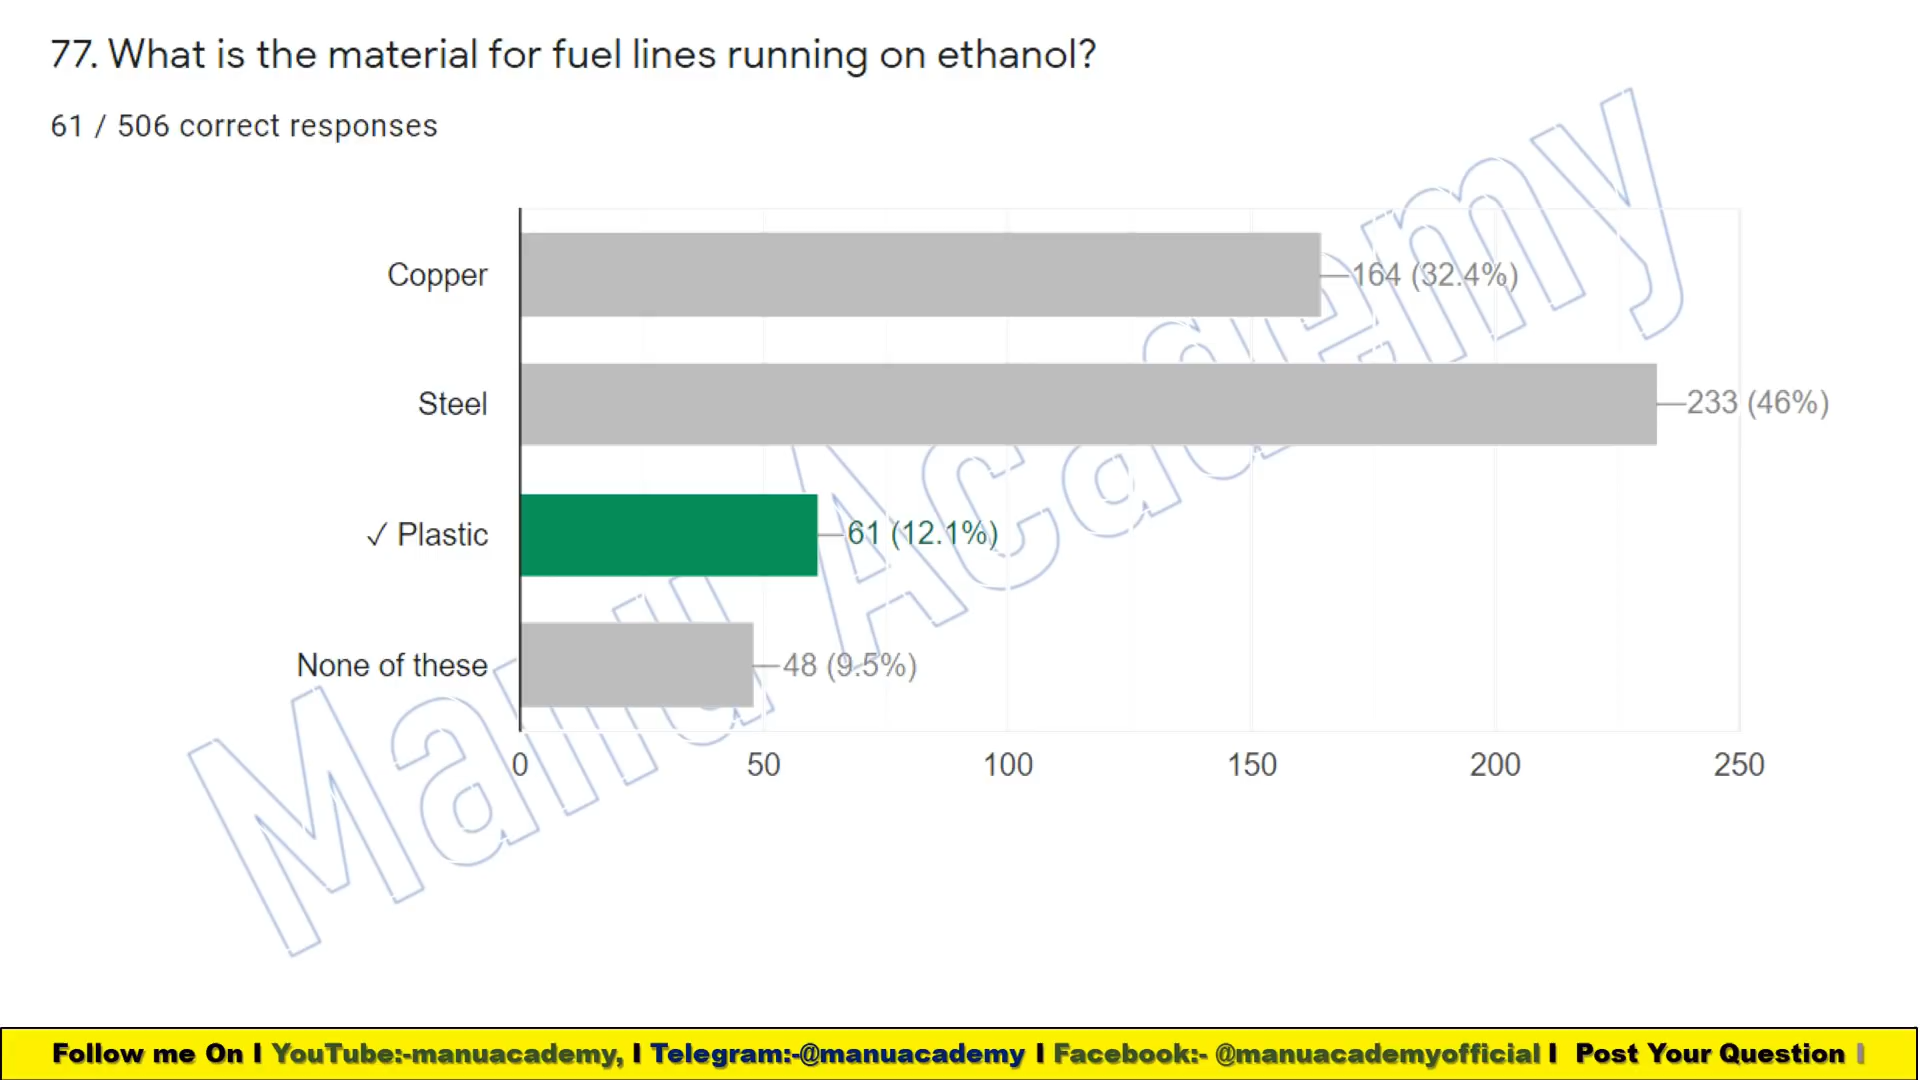 77. What is the material for fuel lines running on ethanol?
61 / 506 correct responses
Copper
164 (32.4%)
Steel
233 (46%)
✓ Plastic
61 (12.1%)
None of these
48 (9.5%)
0 50 100 150 200 250
Manu ACademy
Follow me On I YouTube:-manuacademy, I Telegram:-@manuacademy I Facebook:- @manuacademyofficial I Post Your Question I